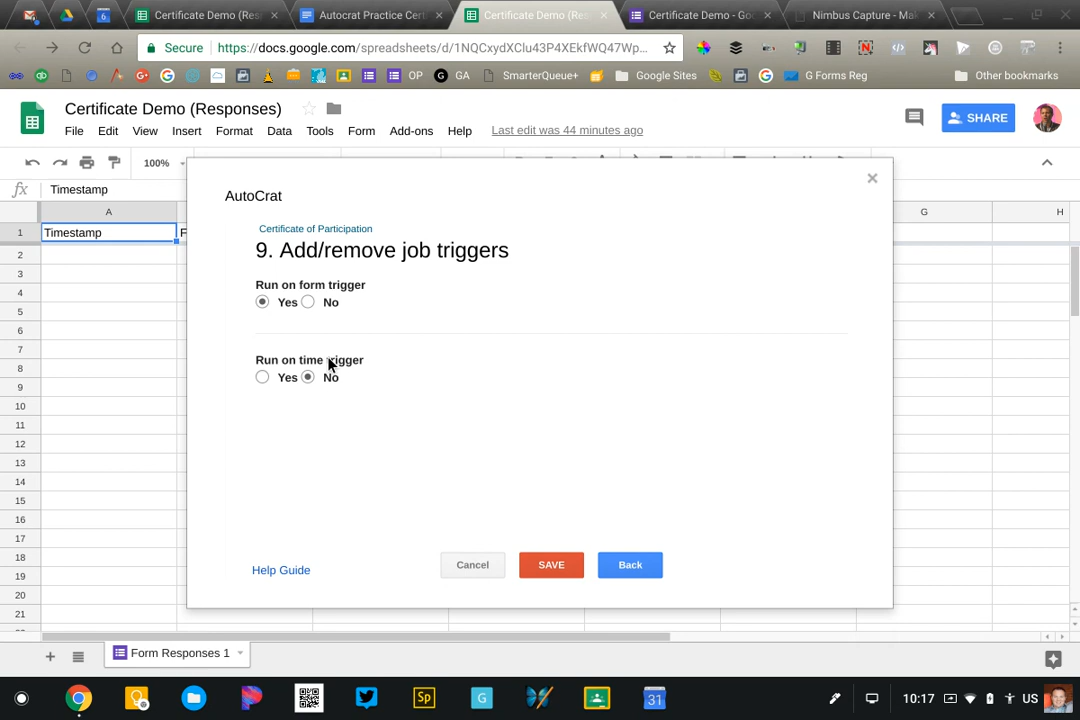 Certificate Demo (Res
Autocrat Practice Cert
Certificate Demo (Res
Certificate Demo - Goo
Nimbus Capture - Mak
Secure
https://docs.google.com/spreadsheets/d/1NQCxydXClu43P4XEkfWQ47Wp...
OP
GA
SmarterQueue+
Google Sites
G Forms Reg
Other bookmarks
Certificate Demo (Responses)
File Edit View Insert Format Data Tools Form Add-ons Help Last edit was 44 minutes ago
SHARE
100%
fx Timestamp
A G H
1 Timestamp F
2
3
4
5
6
7
8
9
10
11
12
13
14
15
16
17
18
19
20
21
AutoCrat
Certificate of Participation
9. Add/remove job triggers
Run on form trigger
Yes No
Run on time trigger
Yes No
Help Guide
Cancel SAVE Back
Form Responses 1
Sp
G
31
10:17
US